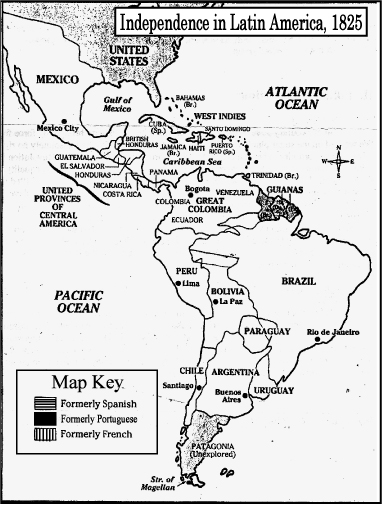 Independence in Latin America, 1825
UNITED
STATES
MEXICO
Gulf of
Mexico
BAHAMAS
(Br.)
ATLANTIC
OCEAN
WEST INDIES
CUBA
(Sp.)
SANTO DOMINGO
Mexico City
BRITISH
HONDURAS
JAMAICA
(Br.)
HAITI
PUERTO
RICO (Sp.)
Caribbean Sea
N
W
E
S
GUATEMALA
EL SALVADOR
HONDURAS
NICARAGUA
COSTA RICA
PANAMA
TRINIDAD (Br.)
UNITED
PROVINCES
OF
CENTRAL
AMERICA
Bogota
VENEZUELA
GUIANAS
COLOMBIA
GREAT
COLOMBIA
ECUADOR
PERU
Lima
BRAZIL
PACIFIC
OCEAN
BOLIVIA
La Paz
PARAGUAY
Rio de Janeiro
CHILE
ARGENTINA
Santiago
Buenos
Aires
URUGUAY
Map Key
Formerly Spanish
Formerly Portuguese
Formerly French
PATAGONIA
(Unexplored)
Str. of
Magellan